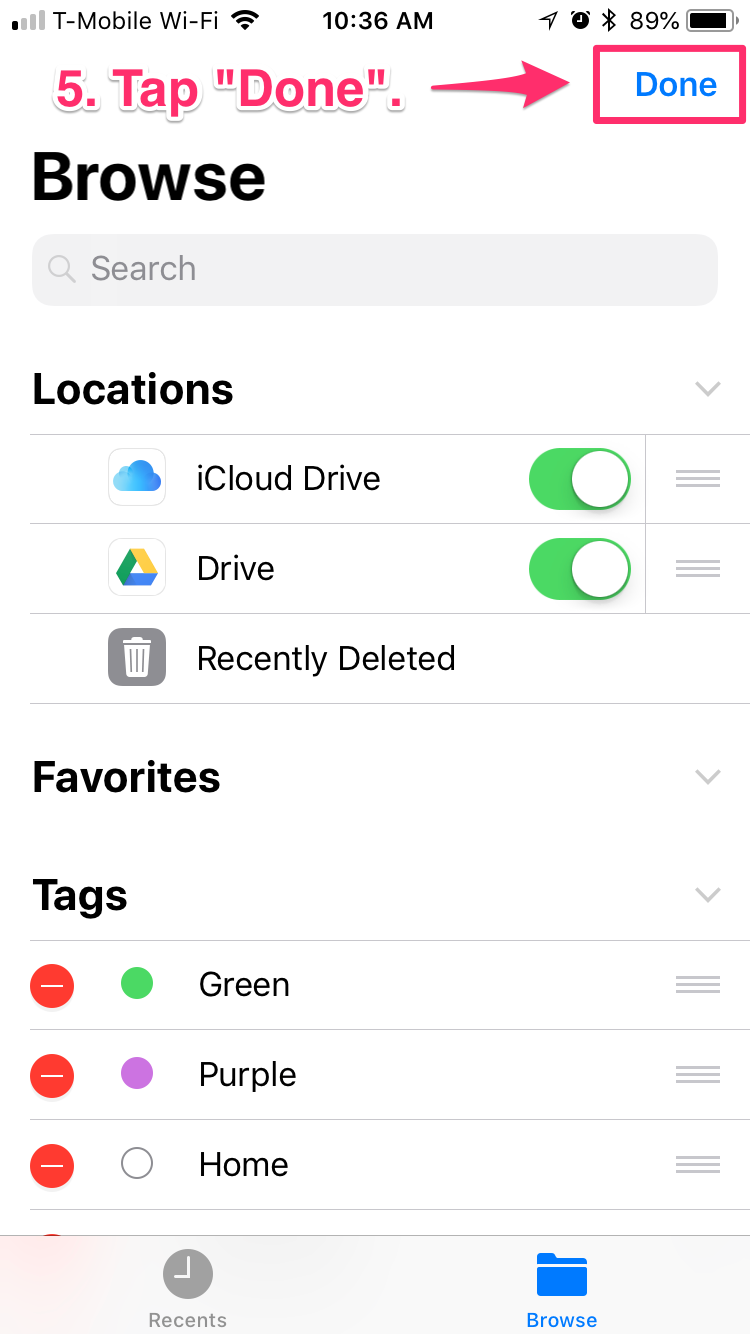 T-Mobile Wi-Fi 10:36 AM 89%
5. Tap "Done". Done
Browse
Search
Locations
iCloud Drive
Drive
Recently Deleted
Favorites
Tags
Green
Purple
Home
Recents Browse